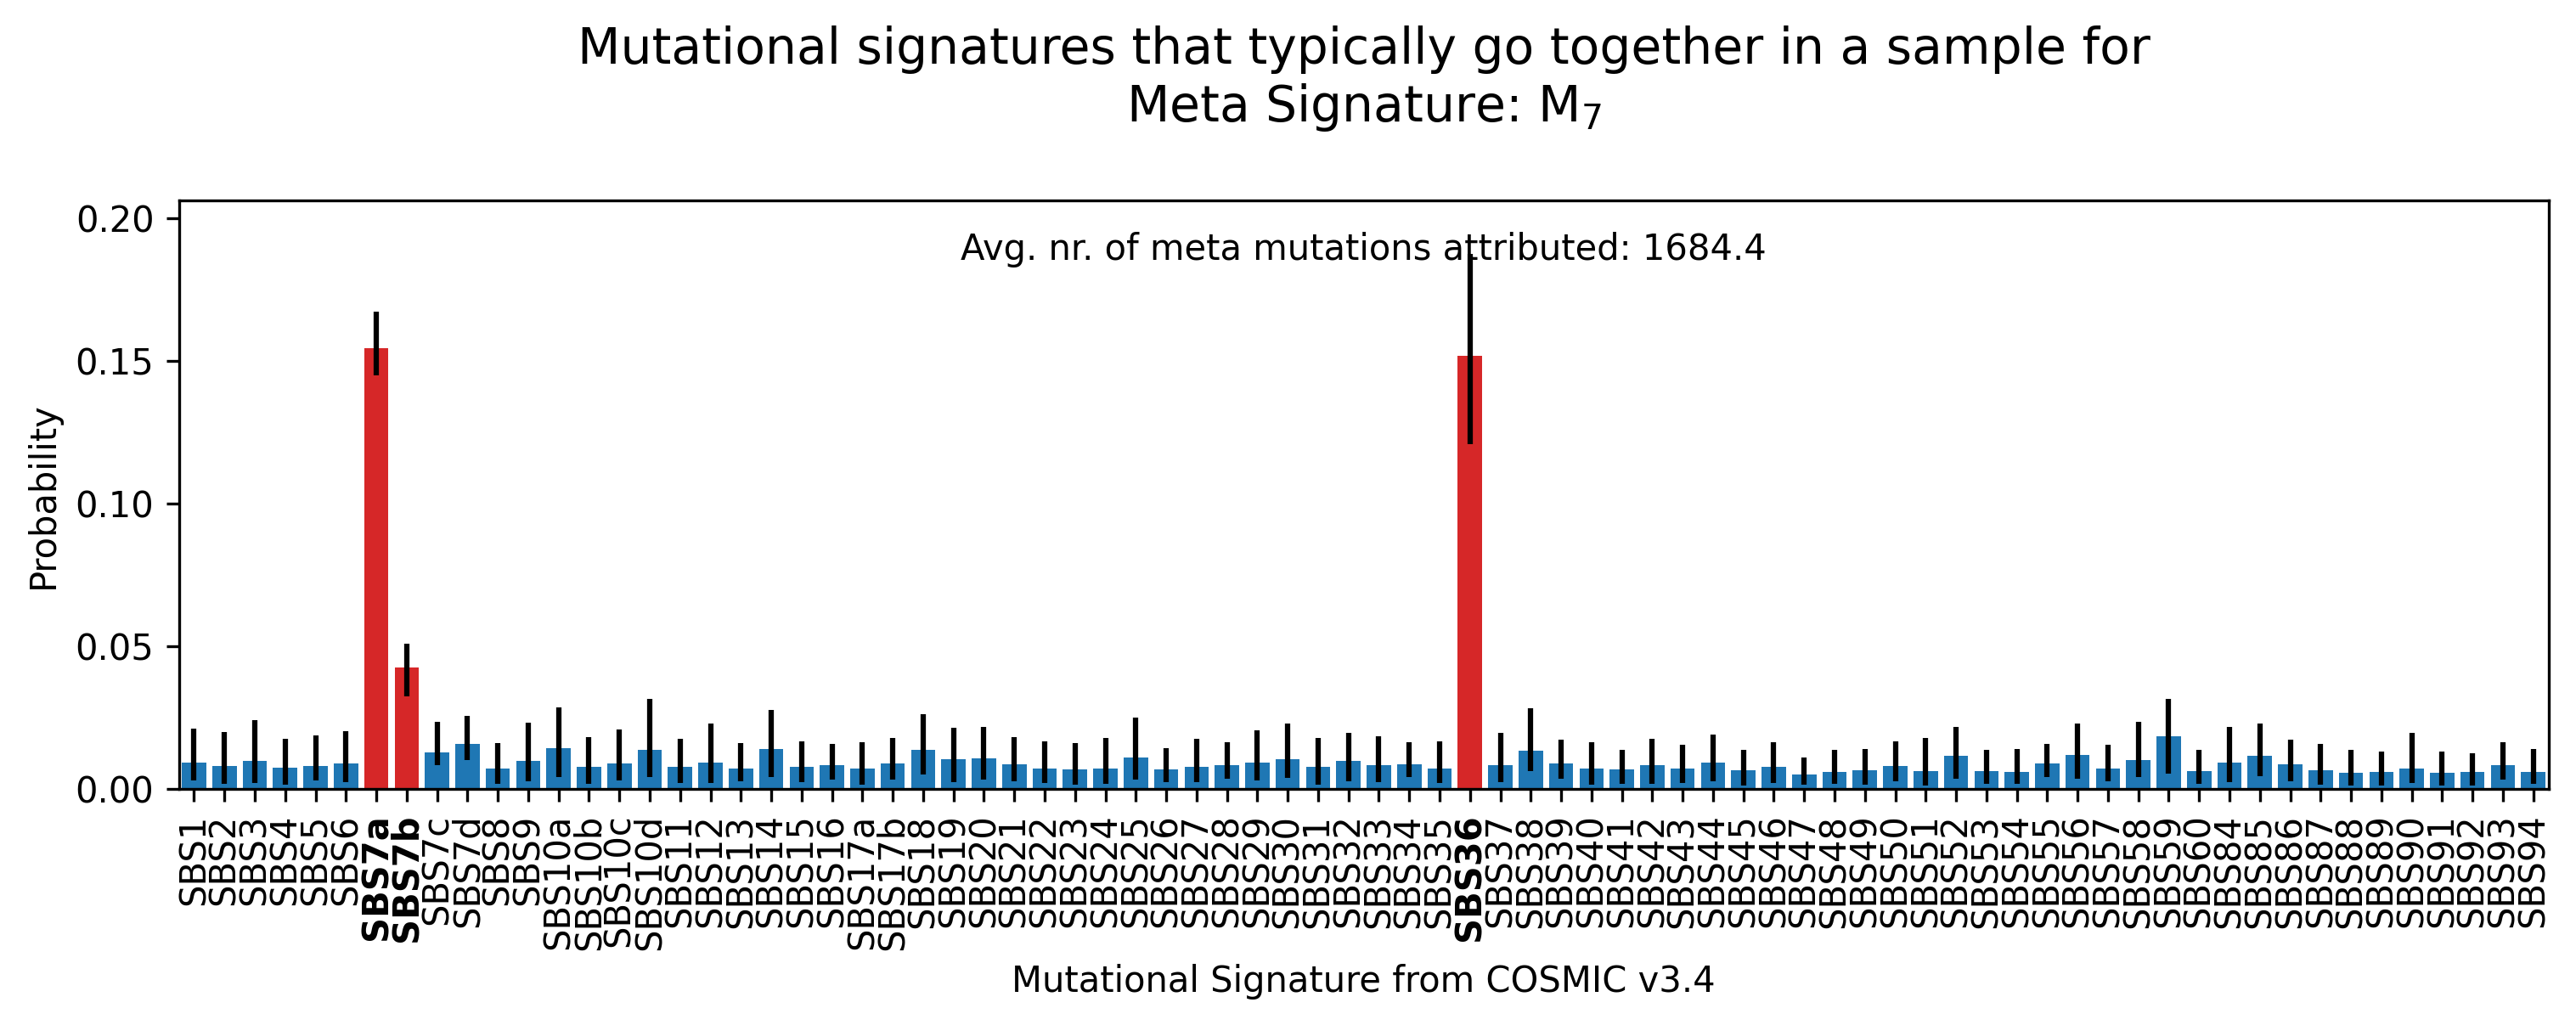 Mutational signatures that typically go together in a sample for
Meta Signature: M₇
Avg. nr. of meta mutations attributed: 1684.4
Probability
0.20
0.15
0.10
0.05
0.00
SBS1
SBS2
SBS3
SBS4
SBS5
SBS6
SBS7a
SBS7b
SBS7c
SBS7d
SBS8
SBS9
SBS10a
SBS10b
SBS10c
SBS10d
SBS11
SBS12
SBS13
SBS14
SBS15
SBS16
SBS17a
SBS17b
SBS18
SBS19
SBS20
SBS21
SBS22
SBS23
SBS24
SBS25
SBS26
SBS27
SBS28
SBS29
SBS30
SBS31
SBS32
SBS33
SBS34
SBS35
SBS36
SBS37
SBS38
SBS39
SBS40
SBS41
SBS42
SBS43
SBS44
SBS45
SBS46
SBS47
SBS48
SBS49
SBS50
SBS51
SBS52
SBS53
SBS54
SBS55
SBS56
SBS57
SBS58
SBS59
SBS60
SBS84
SBS85
SBS86
SBS87
SBS88
SBS89
SBS90
SBS91
SBS92
SBS93
SBS94
Mutational Signature from COSMIC v3.4